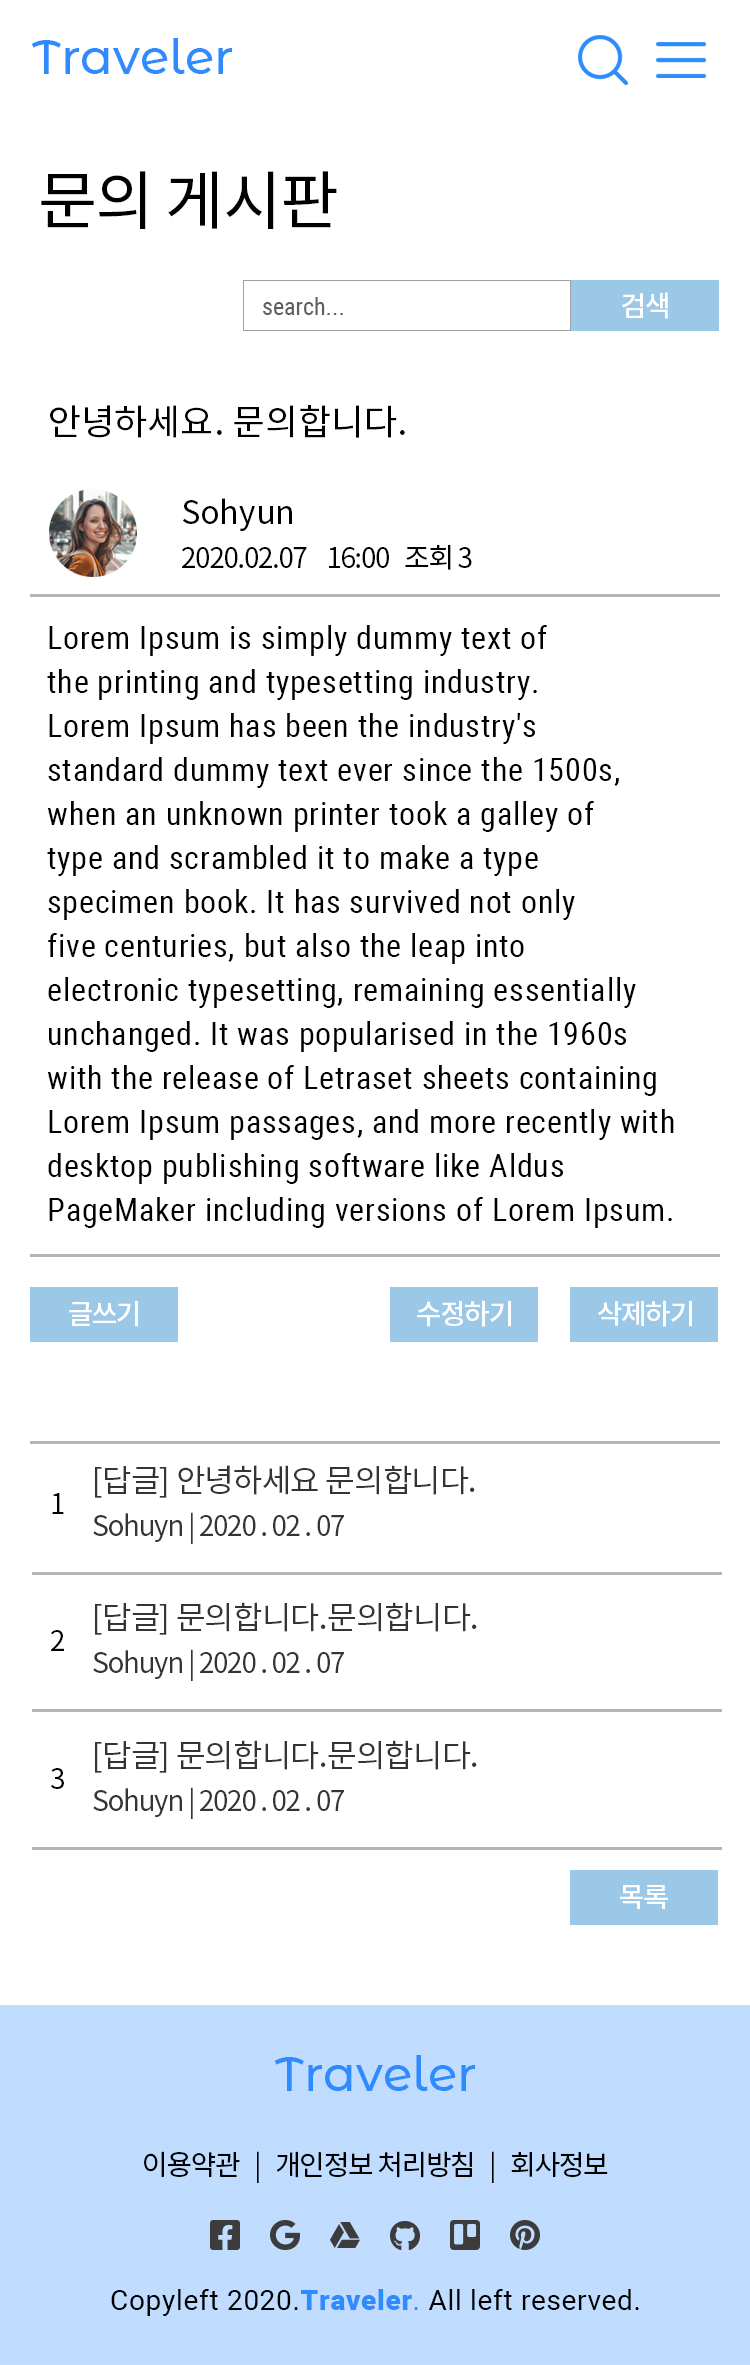 Traveler
문의 게시판
search...
검색
안녕하세요. 문의합니다.
Sohyun
2020.02.07 16:00 조회 3
Lorem Ipsum is simply dummy text of
the printing and typesetting industry.
Lorem Ipsum has been the industry's
standard dummy text ever since the 1500s,
when an unknown printer took a galley of
type and scrambled it to make a type
specimen book. It has survived not only
five centuries, but also the leap into
electronic typesetting, remaining essentially
unchanged. It was popularised in the 1960s
with the release of Letraset sheets containing
Lorem Ipsum passages, and more recently with
desktop publishing software like Aldus
PageMaker including versions of Lorem Ipsum.
글쓰기 수정하기 삭제하기
1
[답글] 안녕하세요 문의합니다.
Sohuyn | 2020 . 02 . 07
2
[답글] 문의합니다.문의합니다.
Sohuyn | 2020 . 02 . 07
3
[답글] 문의합니다.문의합니다.
Sohuyn | 2020 . 02 . 07
목록
Traveler
이용약관 | 개인정보 처리방침 | 회사정보
Copyleft 2020.Traveler. All left reserved.